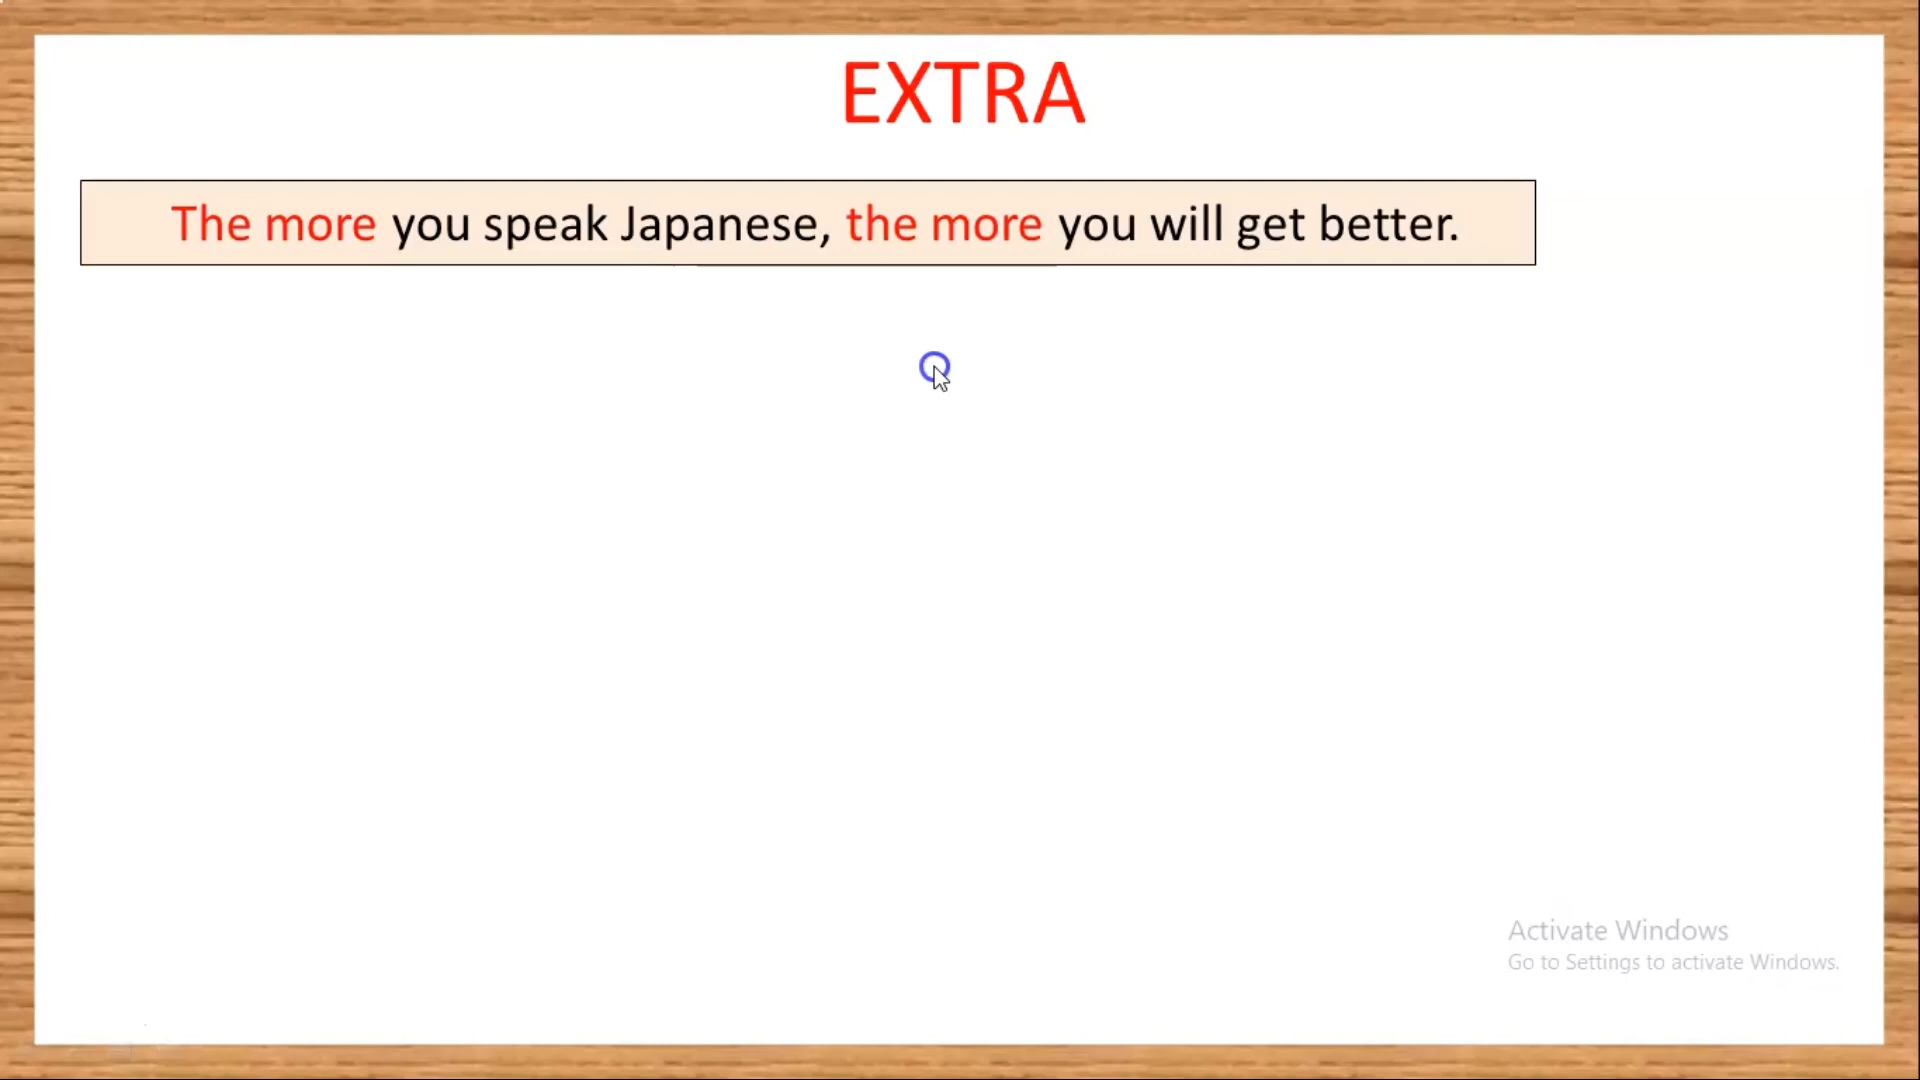 EXTRA
The more you speak Japanese, the more you will get better.
Activate Windows
Go to Settings to activate Windows.